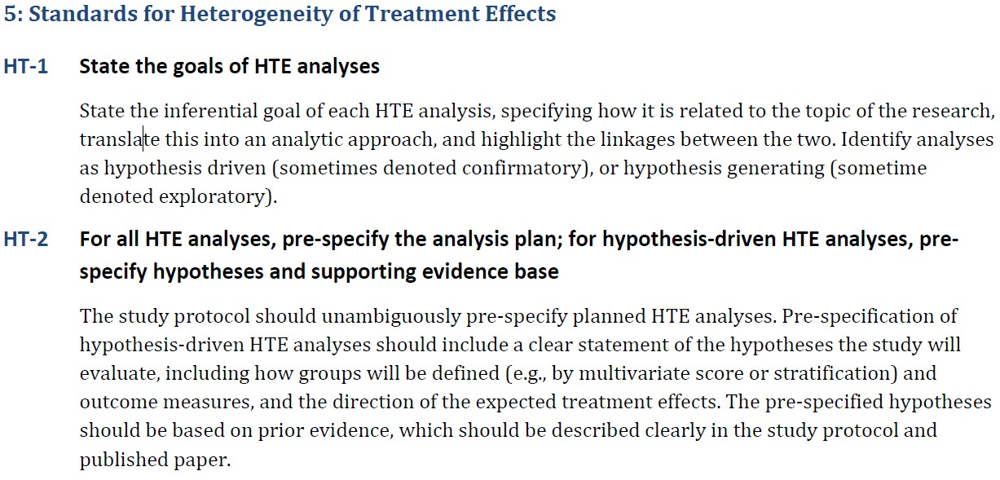 5: Standards for Heterogeneity of Treatment Effects
HT-1 State the goals of HTE analyses
State the inferential goal of each HTE analysis, specifying how it is related to the topic of the research,
translate this into an analytic approach, and highlight the linkages between the two. Identify analyses
as hypothesis driven (sometimes denoted confirmatory), or hypothesis generating (sometime
denoted exploratory).
HT-2 For all HTE analyses, pre-specify the analysis plan; for hypothesis-driven HTE analyses, pre-
specify hypotheses and supporting evidence base
The study protocol should unambiguously pre-specify planned HTE analyses. Pre-specification of
hypothesis-driven HTE analyses should include a clear statement of the hypotheses the study will
evaluate, including how groups will be defined (e.g., by multivariate score or stratification) and
outcome measures, and the direction of the expected treatment effects. The pre-specified hypotheses
should be based on prior evidence, which should be described clearly in the study protocol and
published paper.